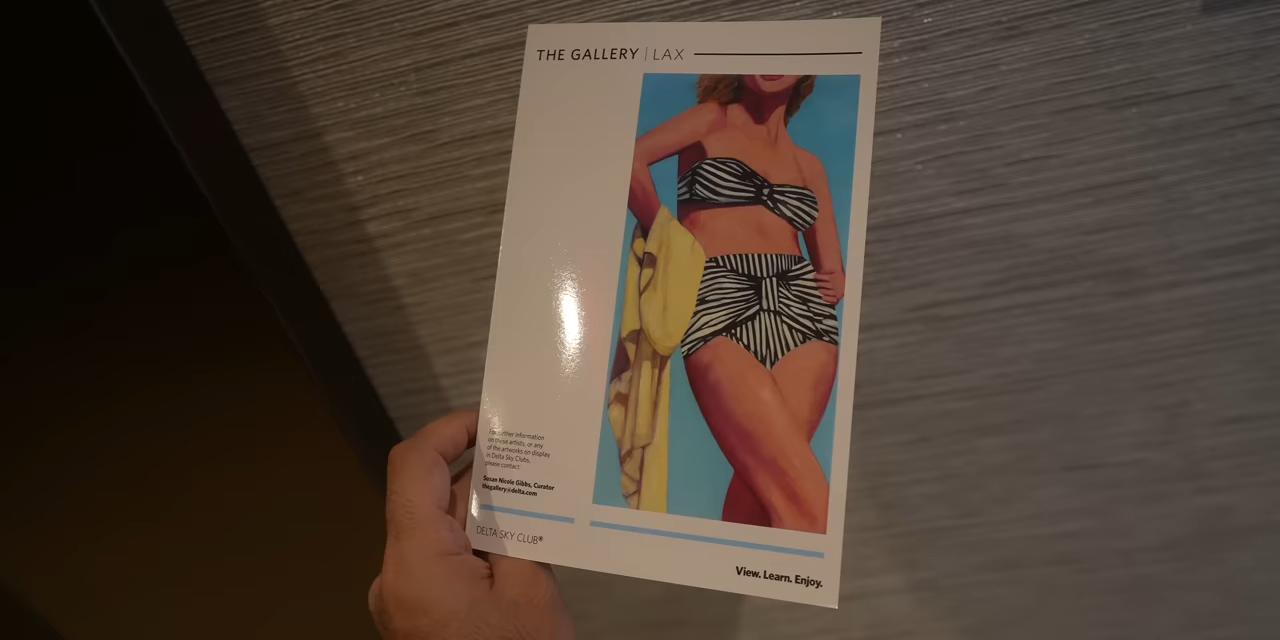 THE GALLERY | LAX
For further information
on these artists, or any
of the artworks on display
in Delta Sky Clubs,
please contact:
Susan Nicole Gibbs, Curator
thegallery@delta.com
DELTA SKY CLUB®
View. Learn. Enjoy.